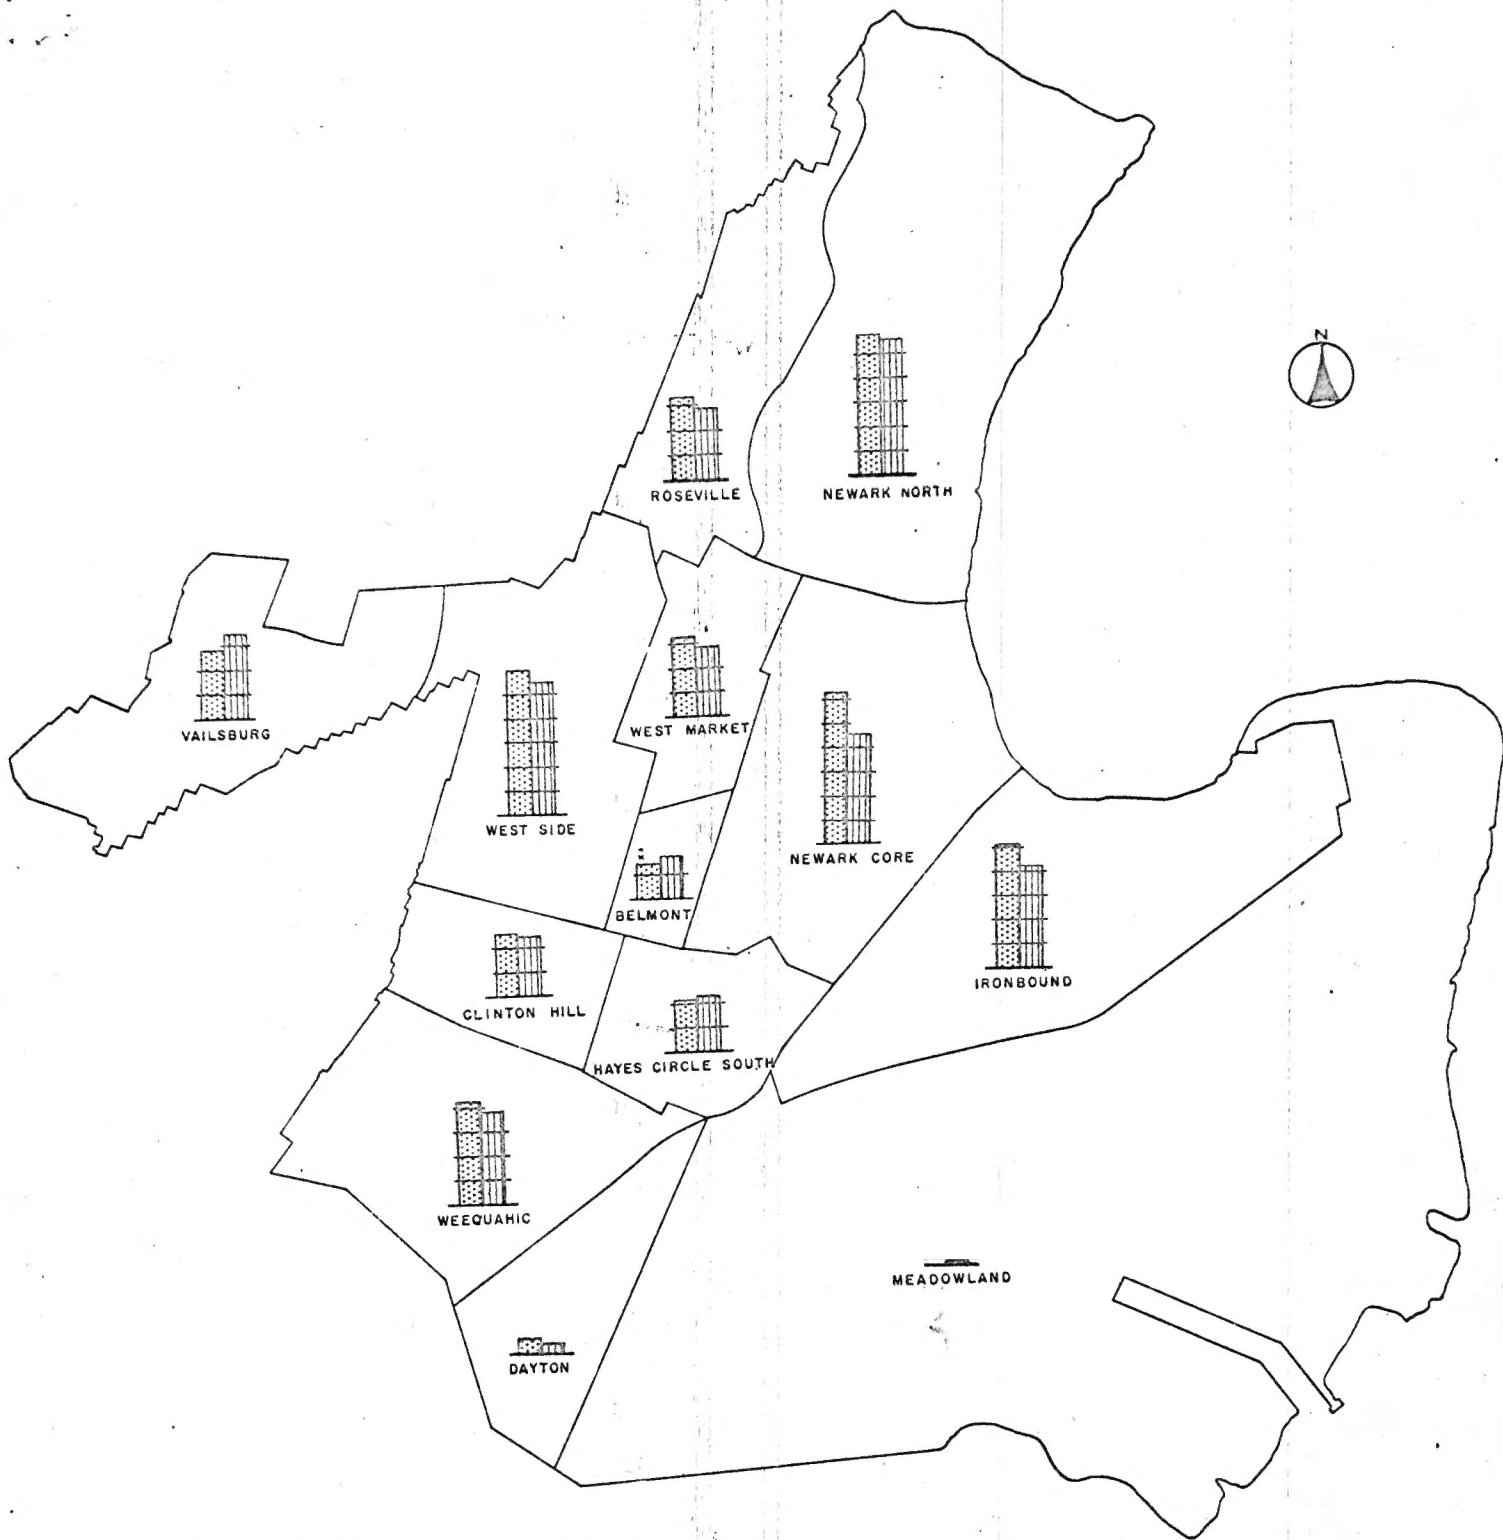 N
ROSEVILLE
NEWARK NORTH
VAILSBURG
WEST MARKET
WEST SIDE
NEWARK CORE
BELMONT
IRONBOUND
CLINTON HILL
HAYES CIRCLE SOUTH
WEEQUAHIC
MEADOWLAND
DAYTON